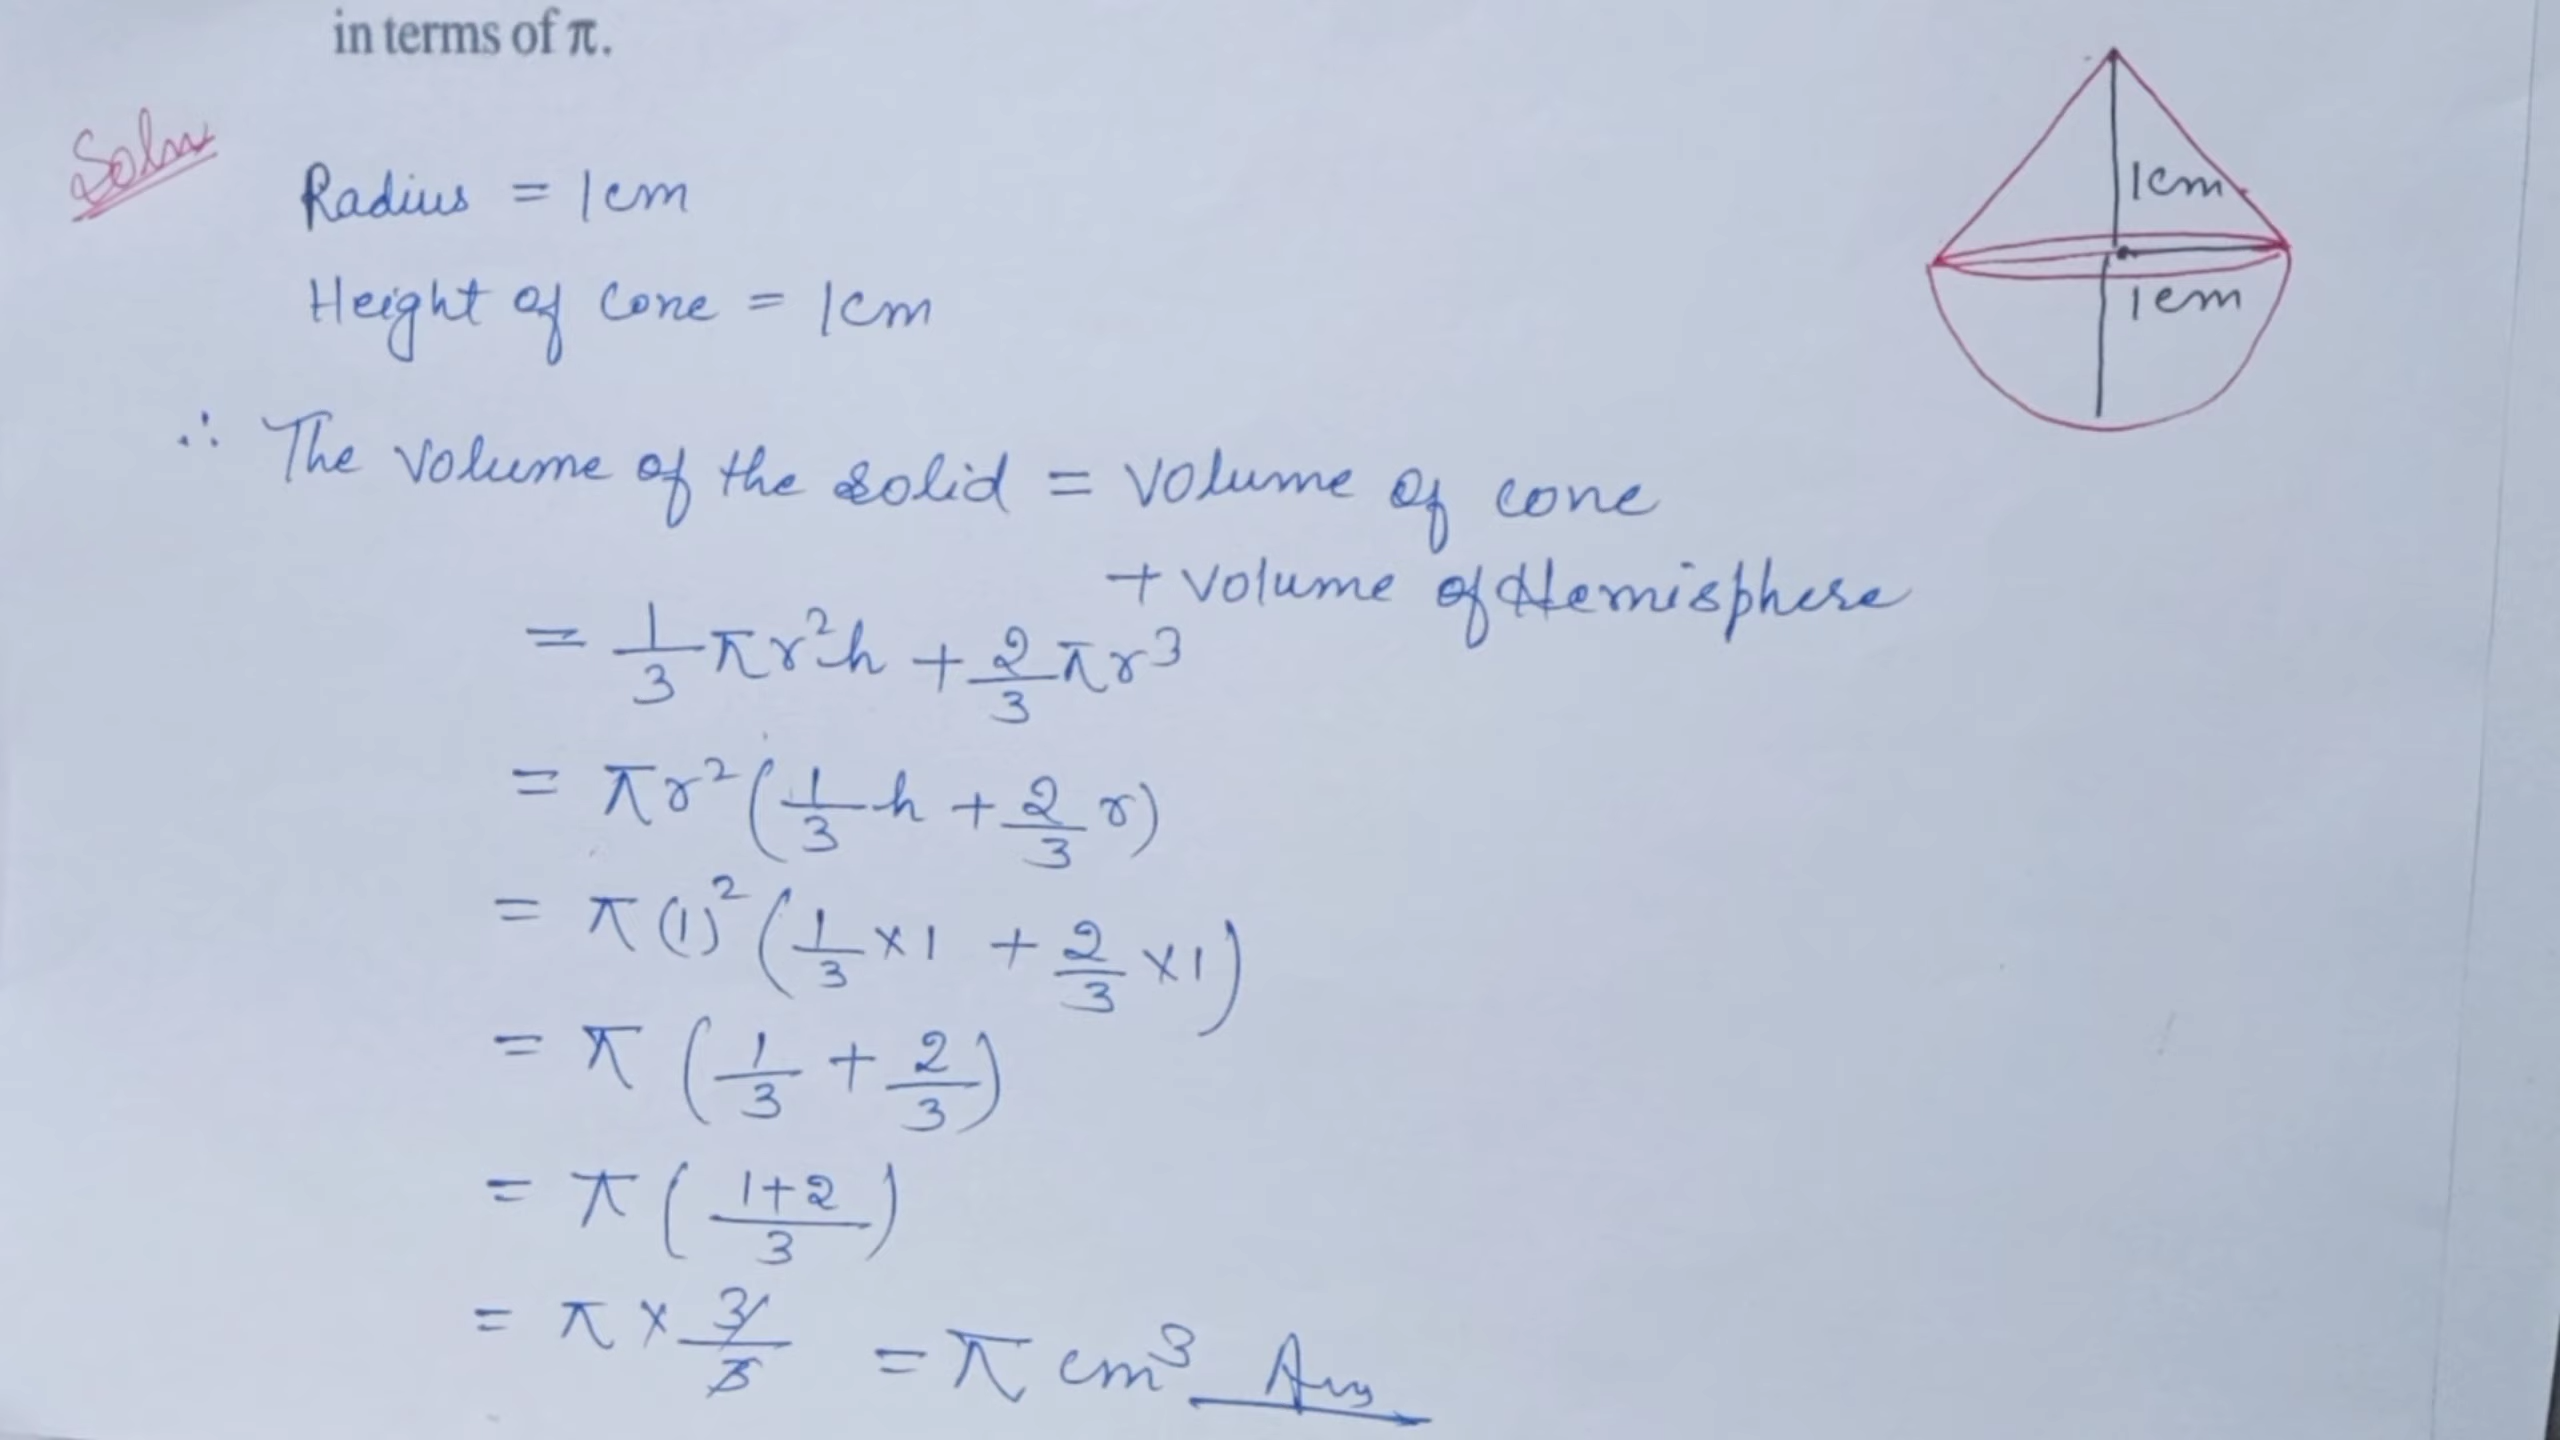 in terms of π.
Soln
Radius = 1cm
Height of Cone = 1cm
∴ The volume of the solid = volume of cone
+ volume of Hemisphere
= 1/3 πr²h + 2/3 πr³
= πr² (1/3 h + 2/3 r)
= π (1)² (1/3 × 1 + 2/3 × 1)
= π (1/3 + 2/3)
= π ( 1+2 / 3 )
= π × 3/3 = π cm³ Ans
1cm
1cm